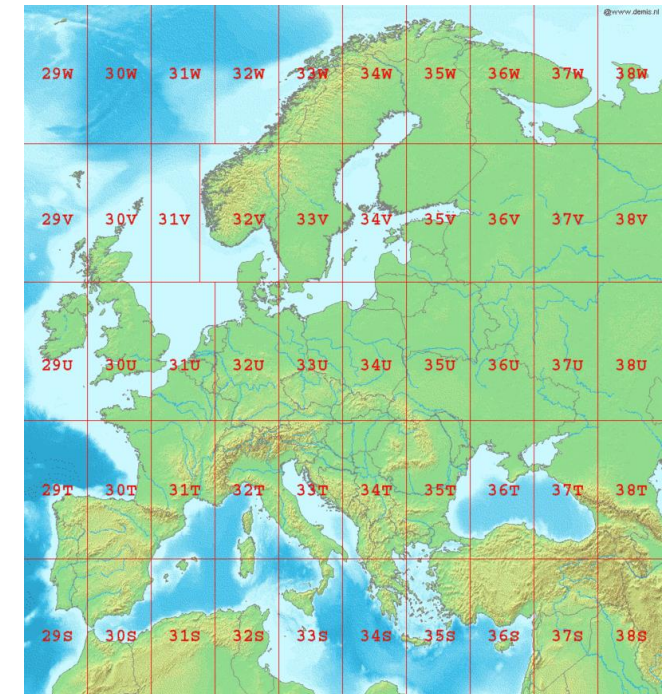 @www.demis.nl
29W 30W 31W 32W 33W 34W 35W 36W 37W 38W
29V 30V 31V 32V 33V 34V 35V 36V 37V 38V
29U 30U 31U 32U 33U 34U 35U 36U 37U 38U
29T 30T 31T 32T 33T 34T 35T 36T 37T 38T
29S 30S 31S 32S 33S 34S 35S 36S 37S 38S